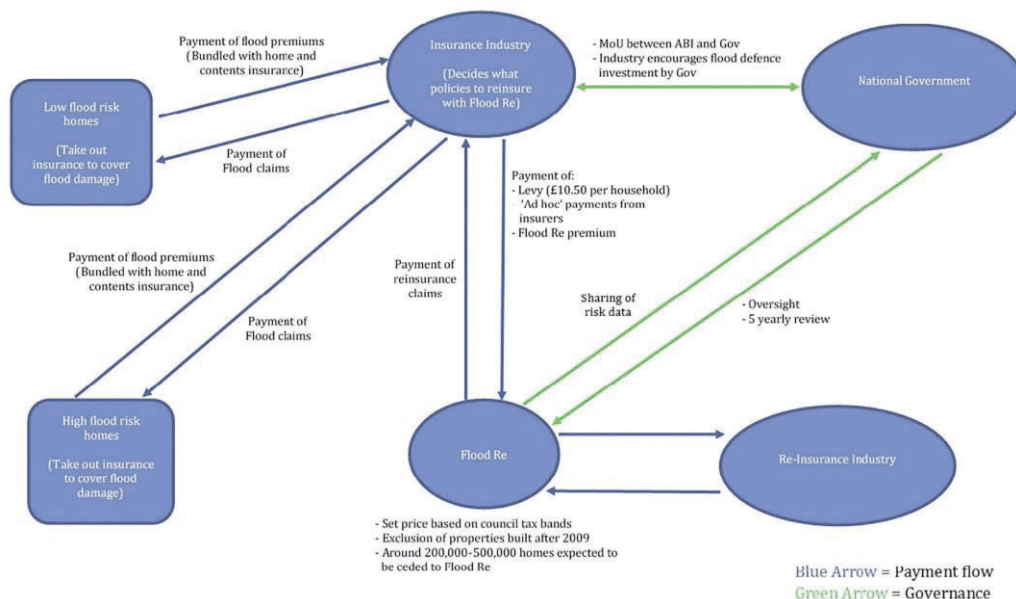 Payment of flood premiums
(Bundled with home and
contents insurance)
Insurance Industry
(Decides what
policies to reinsure
with Flood Re)
- MoU between ABI and Gov
- Industry encourages flood defence
investment by Gov
National Government
Low flood risk
homes
(Take out
insurance to cover
flood damage)
Payment of
Flood claims
Payment of:
- Levy (£10.50 per household)
'Ad hoc' payments from
insurers
- Flood Re premium
Payment of flood premiums
(Bundled with home and
contents insurance)
Payment of
reinsurance
claims
Sharing of
risk data
- Oversight
- 5 yearly review
Payment of
Flood claims
High flood risk
homes
(Take out insurance
to cover flood
damage)
Flood Re
Re-Insurance Industry
- Set price based on council tax bands
- Exclusion of properties built after 2009
- Around 200,000-500,000 homes expected to
be ceded to Flood Re
Blue Arrow = Payment flow
Green Arrow = Governance